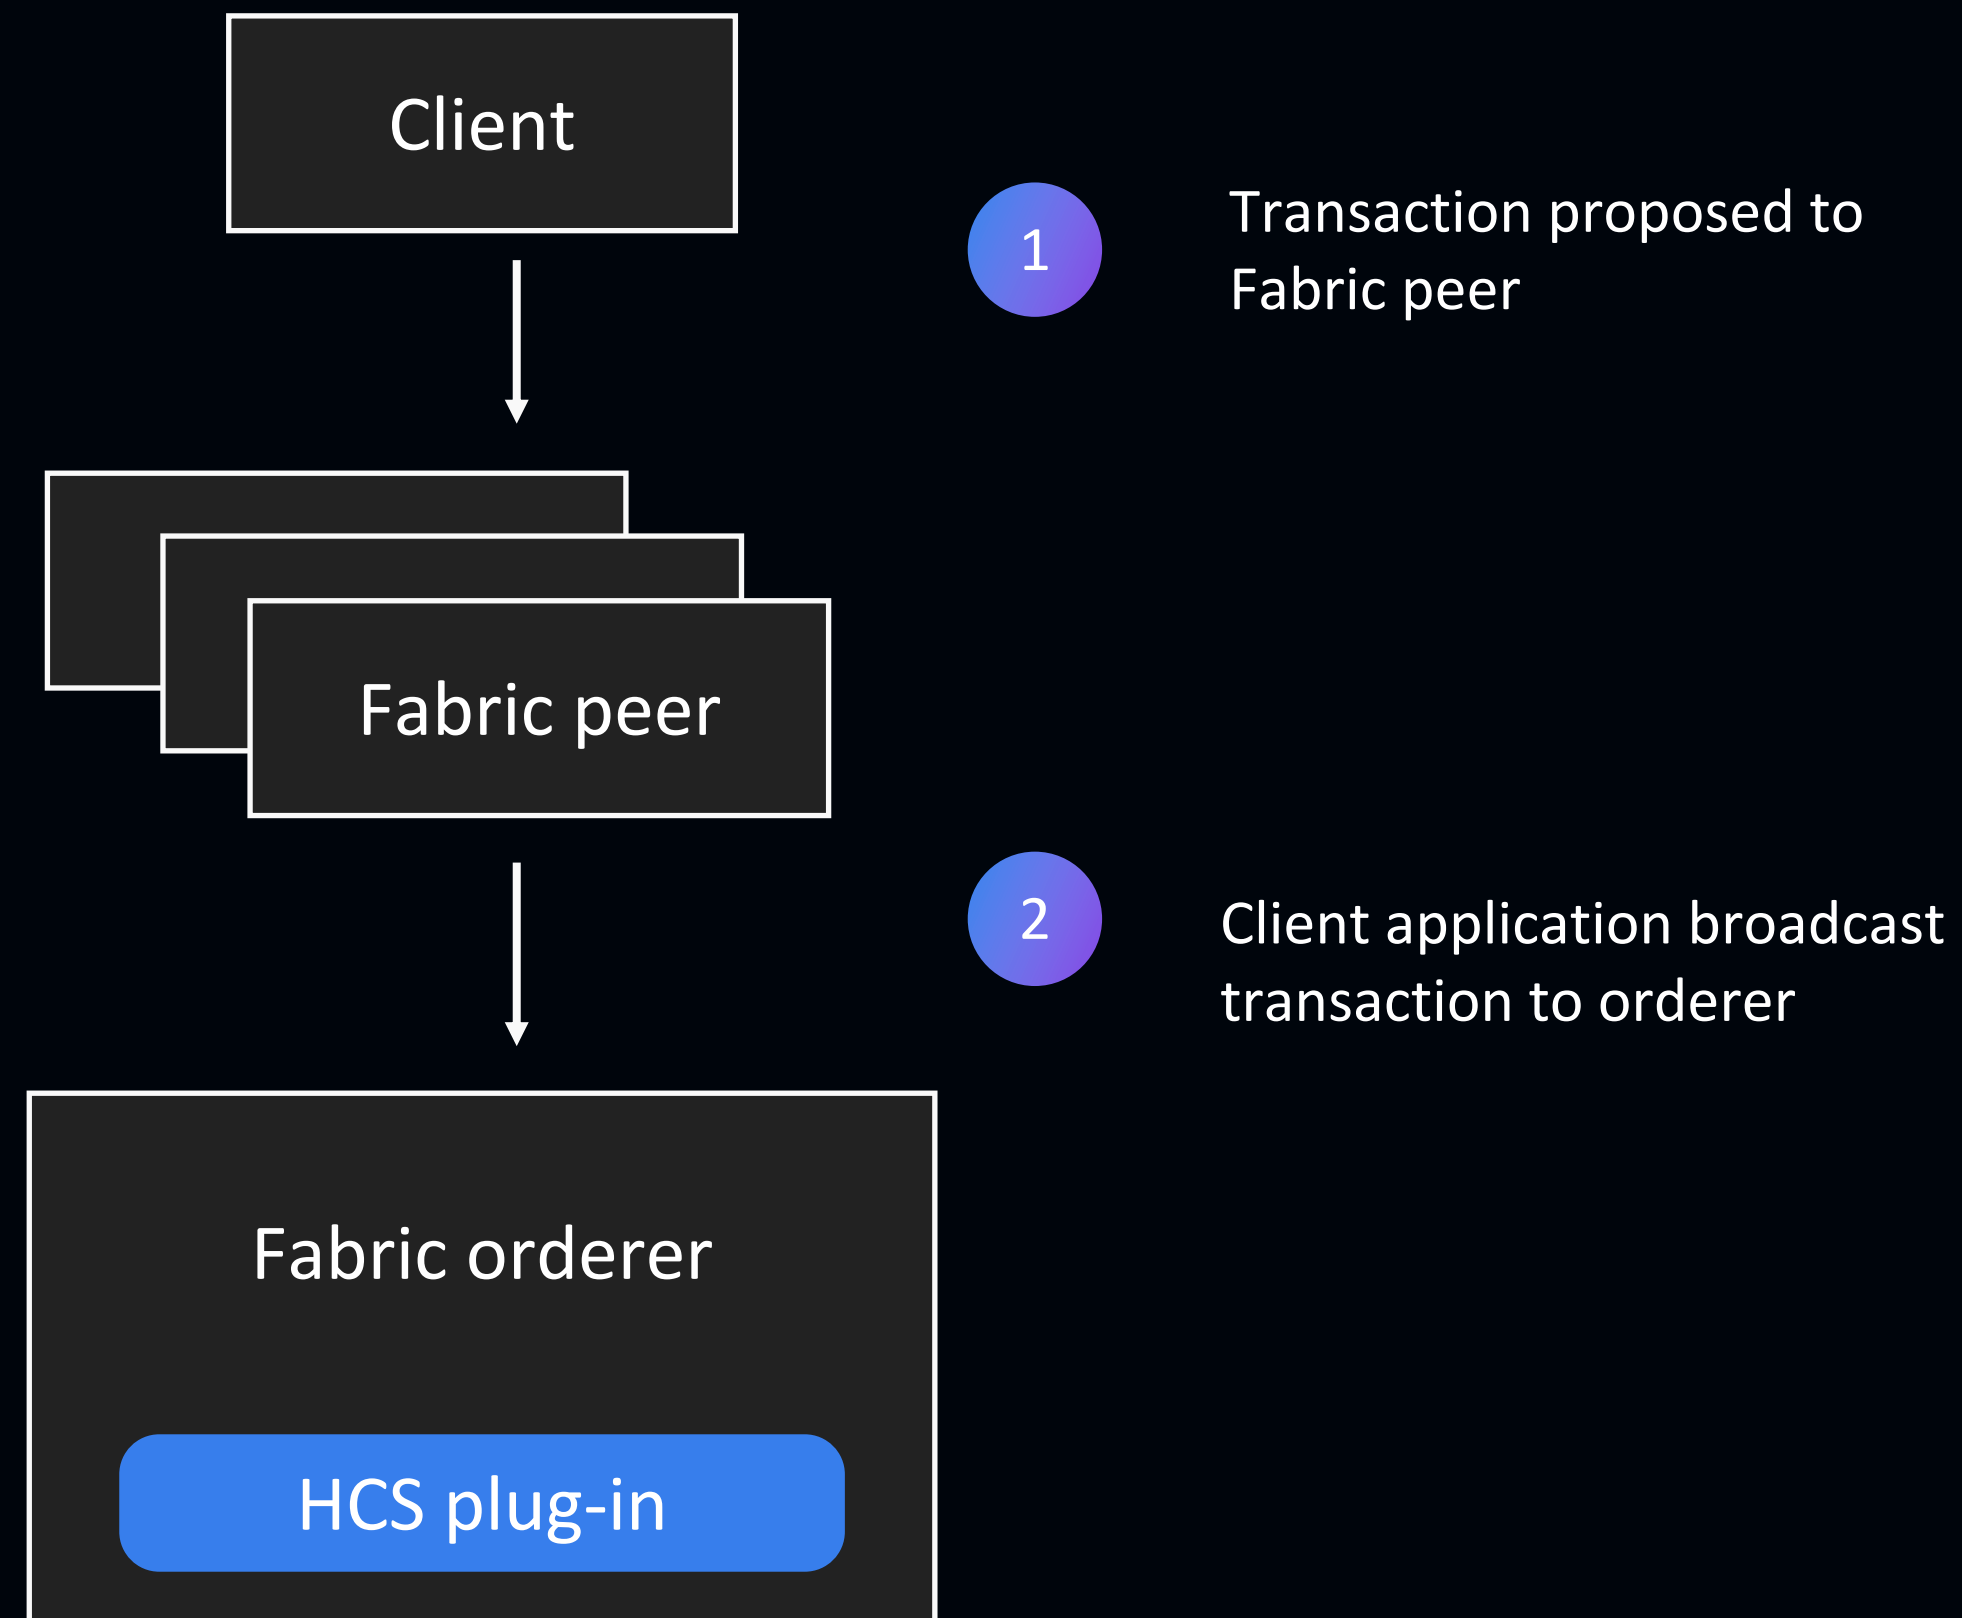 Client
1
Transaction proposed to
Fabric peer
Fabric peer
2
Client application broadcast
transaction to orderer
Fabric orderer
HCS plug-in